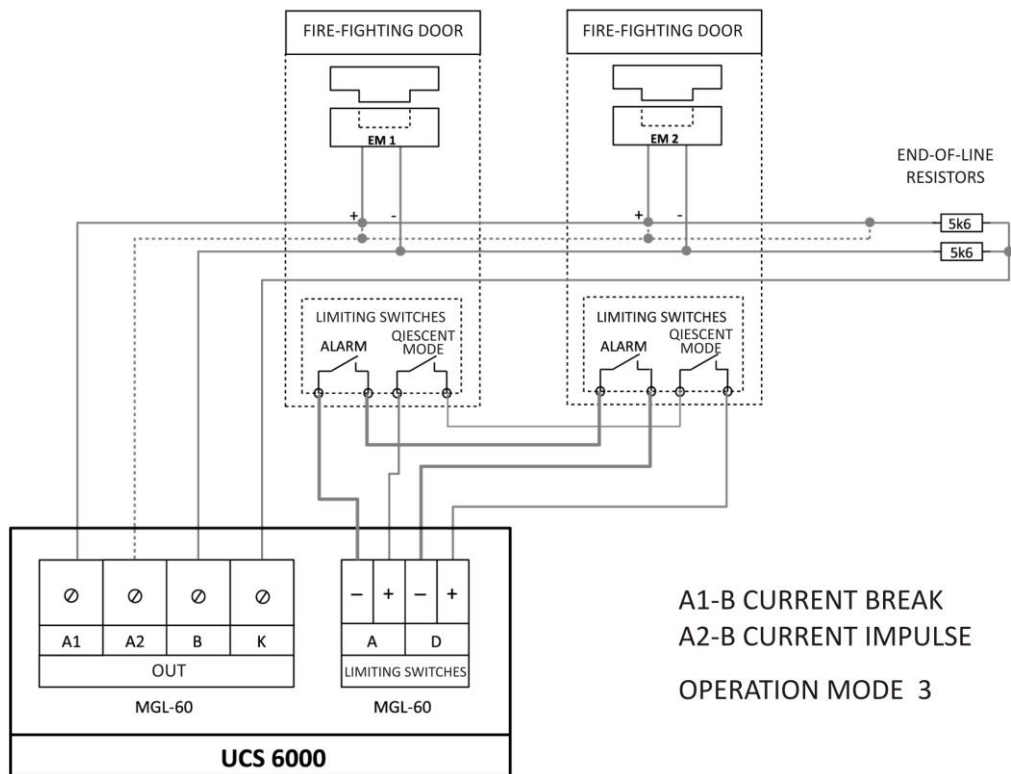 FIRE-FIGHTING DOOR
FIRE-FIGHTING DOOR
EM 1
EM 2
END-OF-LINE
RESISTORS
+ -
+ -
5k6
5k6
LIMITING SWITCHES
ALARM
QIESCENT
MODE
LIMITING SWITCHES
ALARM
QIESCENT
MODE
A1 A2 B K
OUT
MGL-60
– + – +
A D
LIMITING SWITCHES
MGL-60
UCS 6000
A1-B CURRENT BREAK
A2-B CURRENT IMPULSE
OPERATION MODE 3